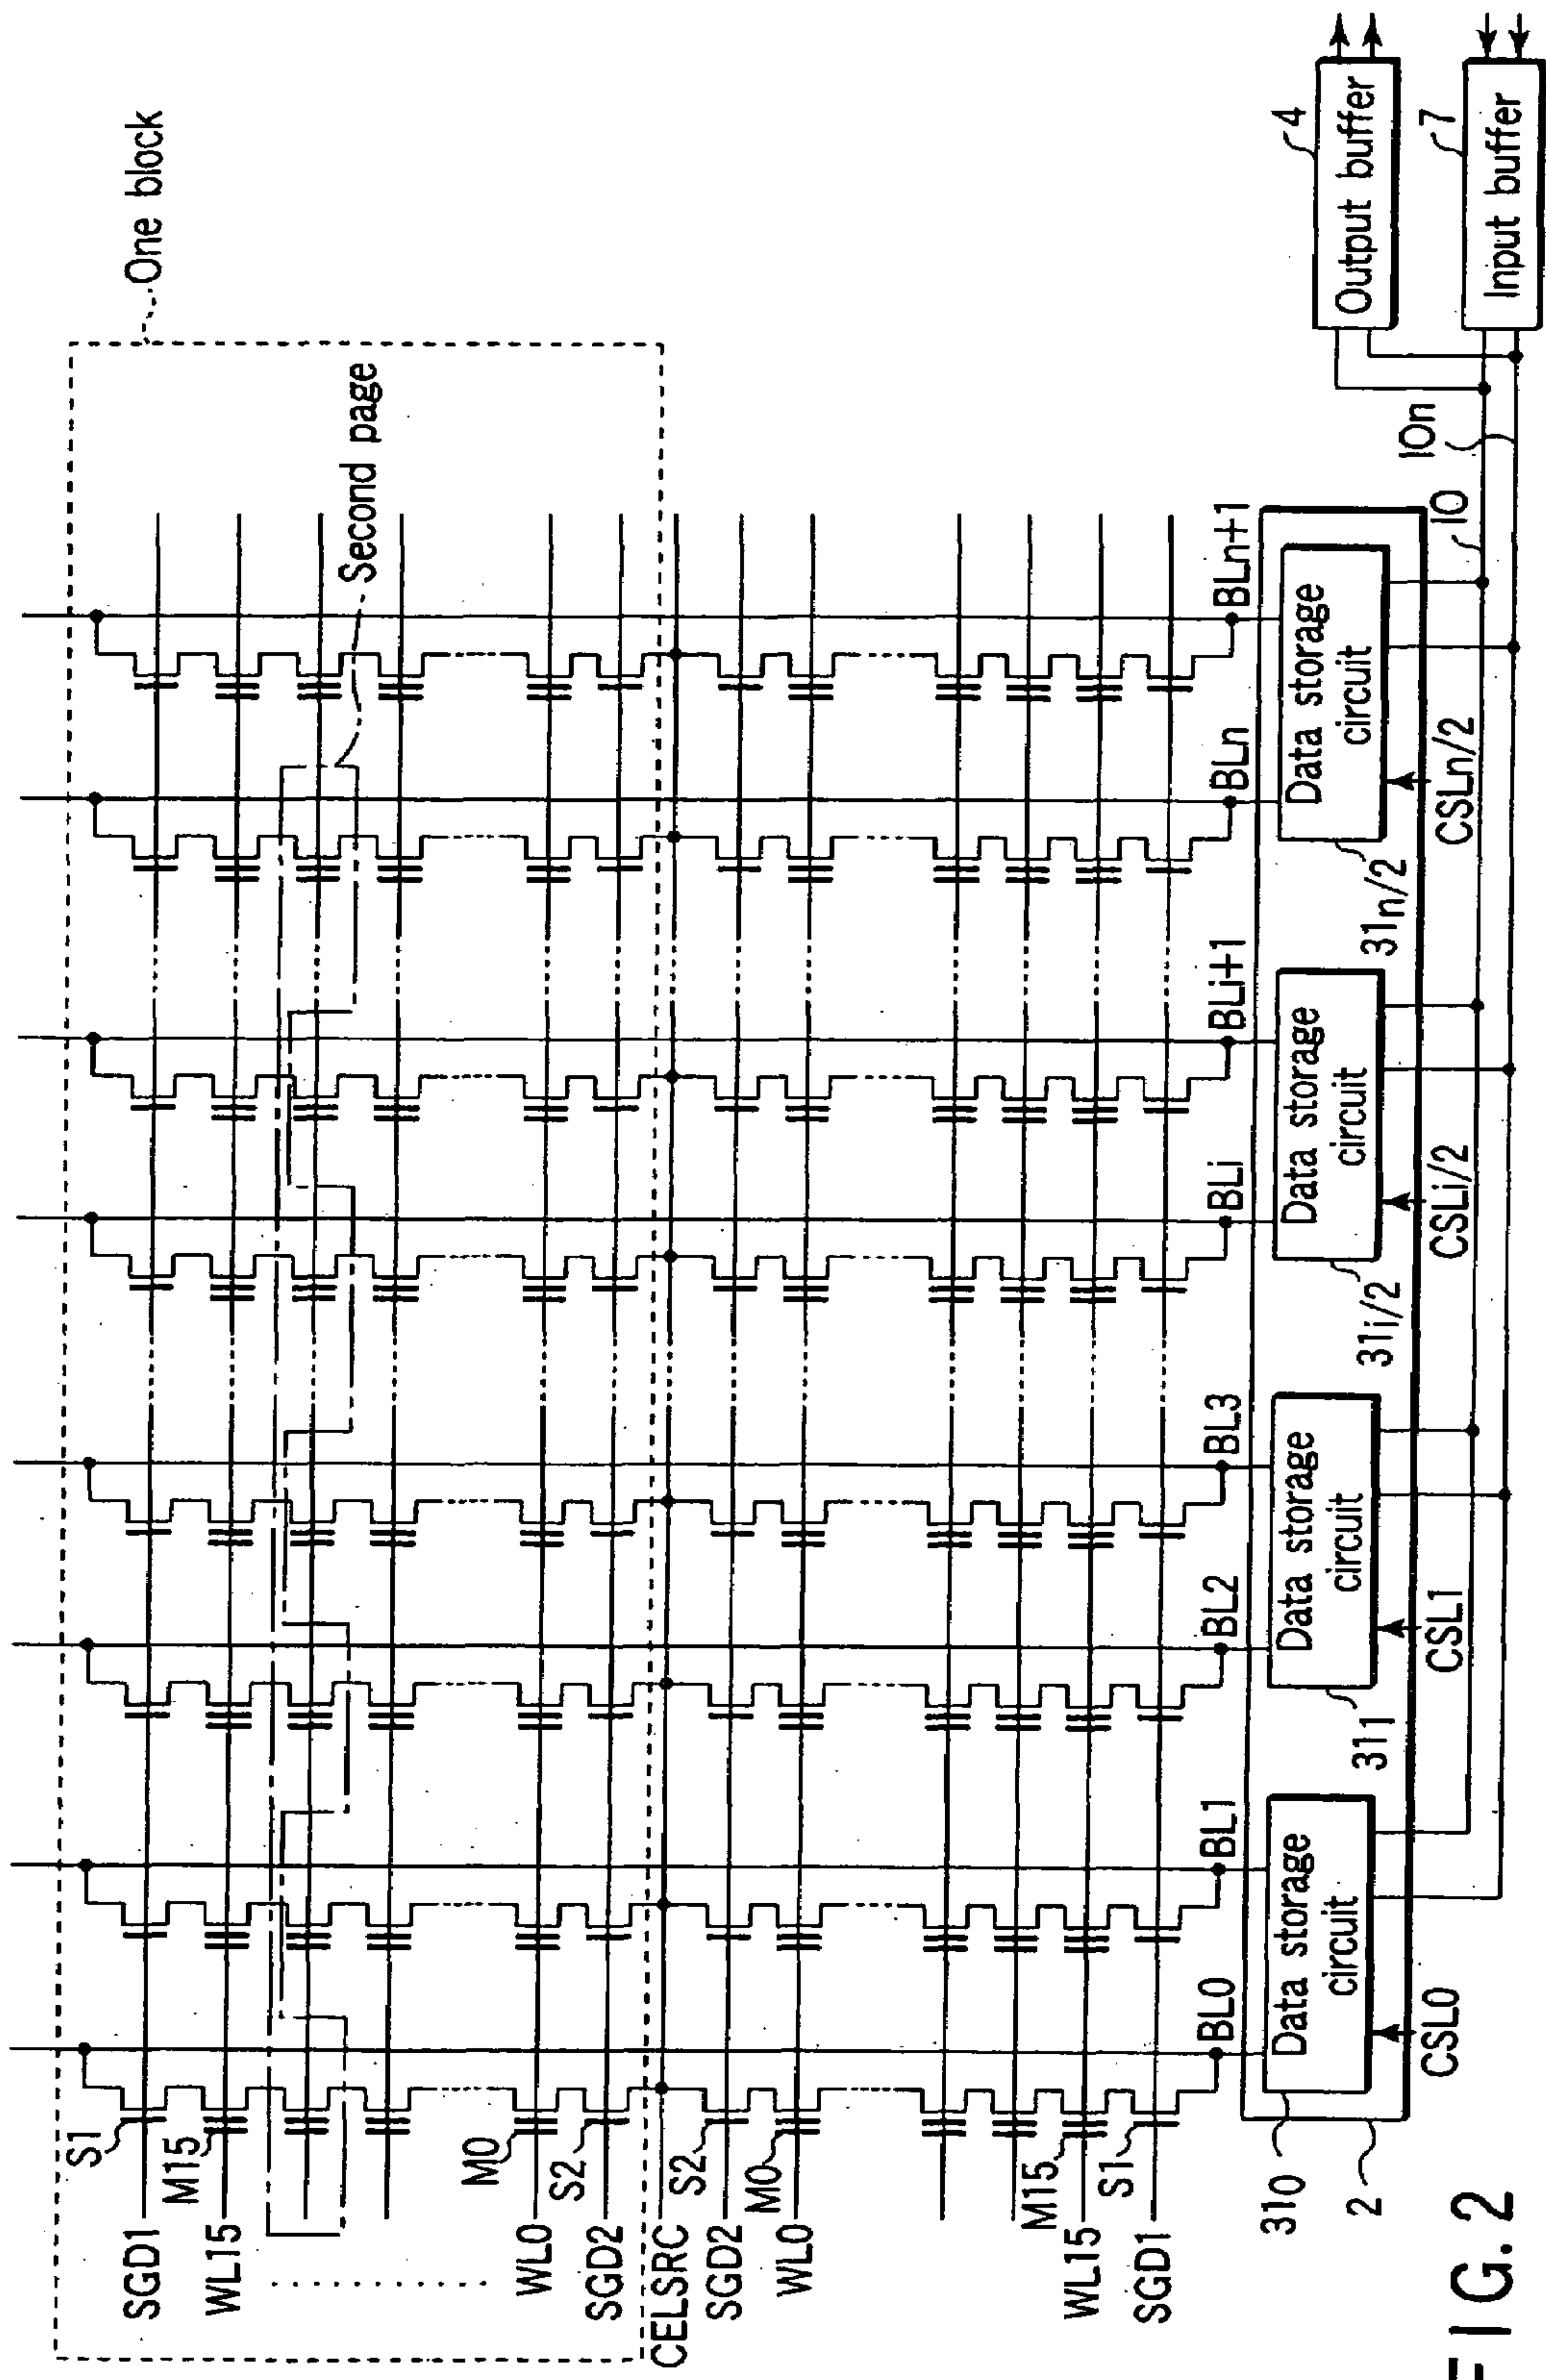 One block
Second page
S1
SGD1
M15
WL15
M0
WL0
S2
SGD2
CELSRC
S2
SGD2
M0
WL0
M15
WL15
S1
SGD1
BL0
BL1
BL2
BL3
BLi
BLi+1
BLn
BLn+1
Data storage
circuit
Data storage
circuit
Data storage
circuit
Data storage
circuit
310
311
31i/2
31n/2
2
CSL0
CSL1
CSLi/2
CSLn/2
IO
IOn
4
Output buffer
7
Input buffer
FIG. 2